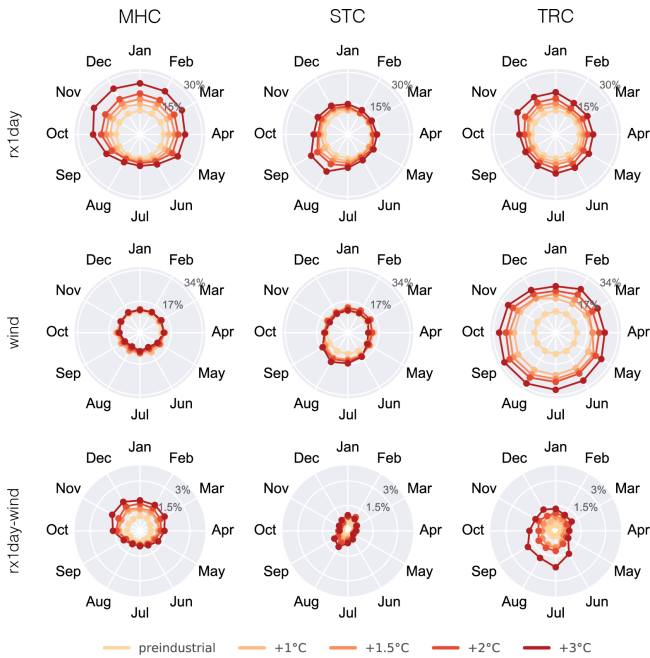 MHC STC TRC
rx1day
Jan Feb Mar Apr May Jun Jul Aug Sep Oct Nov Dec 15% 30%
Jan Feb Mar Apr May Jun Jul Aug Sep Oct Nov Dec 15% 30%
Jan Feb Mar Apr May Jun Jul Aug Sep Oct Nov Dec 15% 30%
wind
Jan Feb Mar Apr May Jun Jul Aug Sep Oct Nov Dec 17% 34%
Jan Feb Mar Apr May Jun Jul Aug Sep Oct Nov Dec 17% 34%
Jan Feb Mar Apr May Jun Jul Aug Sep Oct Nov Dec 17% 34%
rx1day-wind
Jan Feb Mar Apr May Jun Jul Aug Sep Oct Nov Dec 1.5% 3%
Jan Feb Mar Apr May Jun Jul Aug Sep Oct Nov Dec 1.5% 3%
Jan Feb Mar Apr May Jun Jul Aug Sep Oct Nov Dec 1.5% 3%
preindustrial +1°C +1.5°C +2°C +3°C